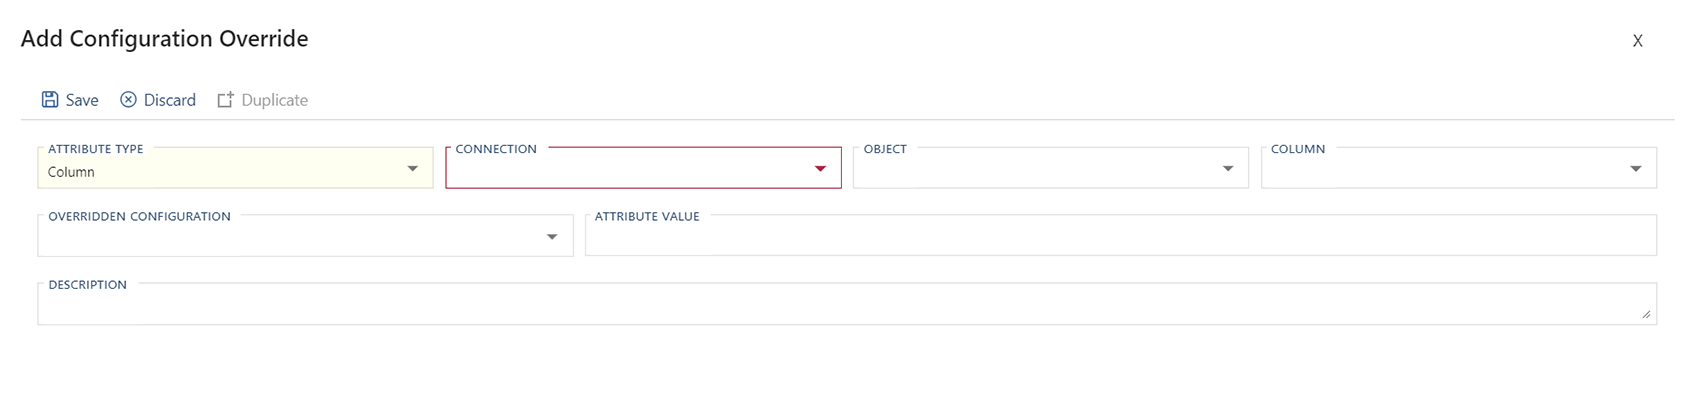 Add Configuration Override
X
Save Discard Duplicate
ATTRIBUTE TYPE CONNECTION OBJECT COLUMN
Column
OVERRIDDEN CONFIGURATION ATTRIBUTE VALUE
DESCRIPTION